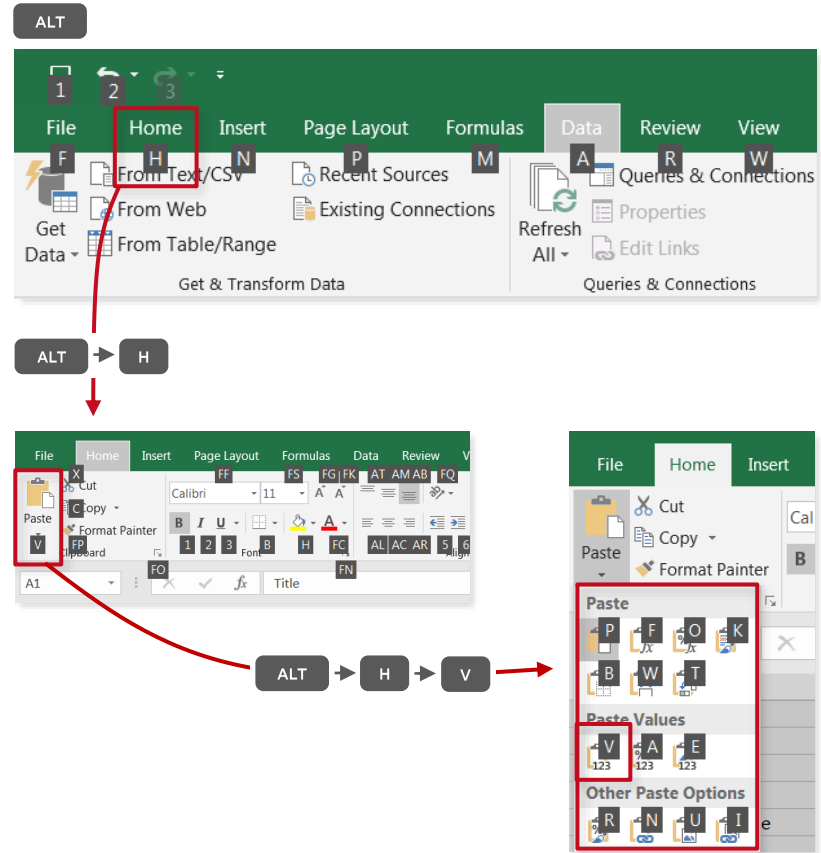 ALT
1 2 3
File Home Insert Page Layout Formulas Data Review View
F H N P M A R W
From Text/CSV Recent Sources Queries & Connections
From Web Existing Connections Properties
Get Data From Table/Range Refresh All Edit Links
Get & Transform Data Queries & Connections
ALT H
File Home Insert Page Layout Formulas Data Review V
X FF FS FG FK AT AM AB FQ
Cut
Calibri 11 A A
C Copy
Paste Format Painter B I U A
V FP 1 2 3 B H FC AL AC AR 5 6
Clipboard Font Align
FO FN
A1 fx Title
ALT H V
File Home Insert
Cut
Copy Cal
Paste Format Painter B
Paste
P F O K
B W T
Paste Values
V A E
123 123 123
Other Paste Options
R N U I
e